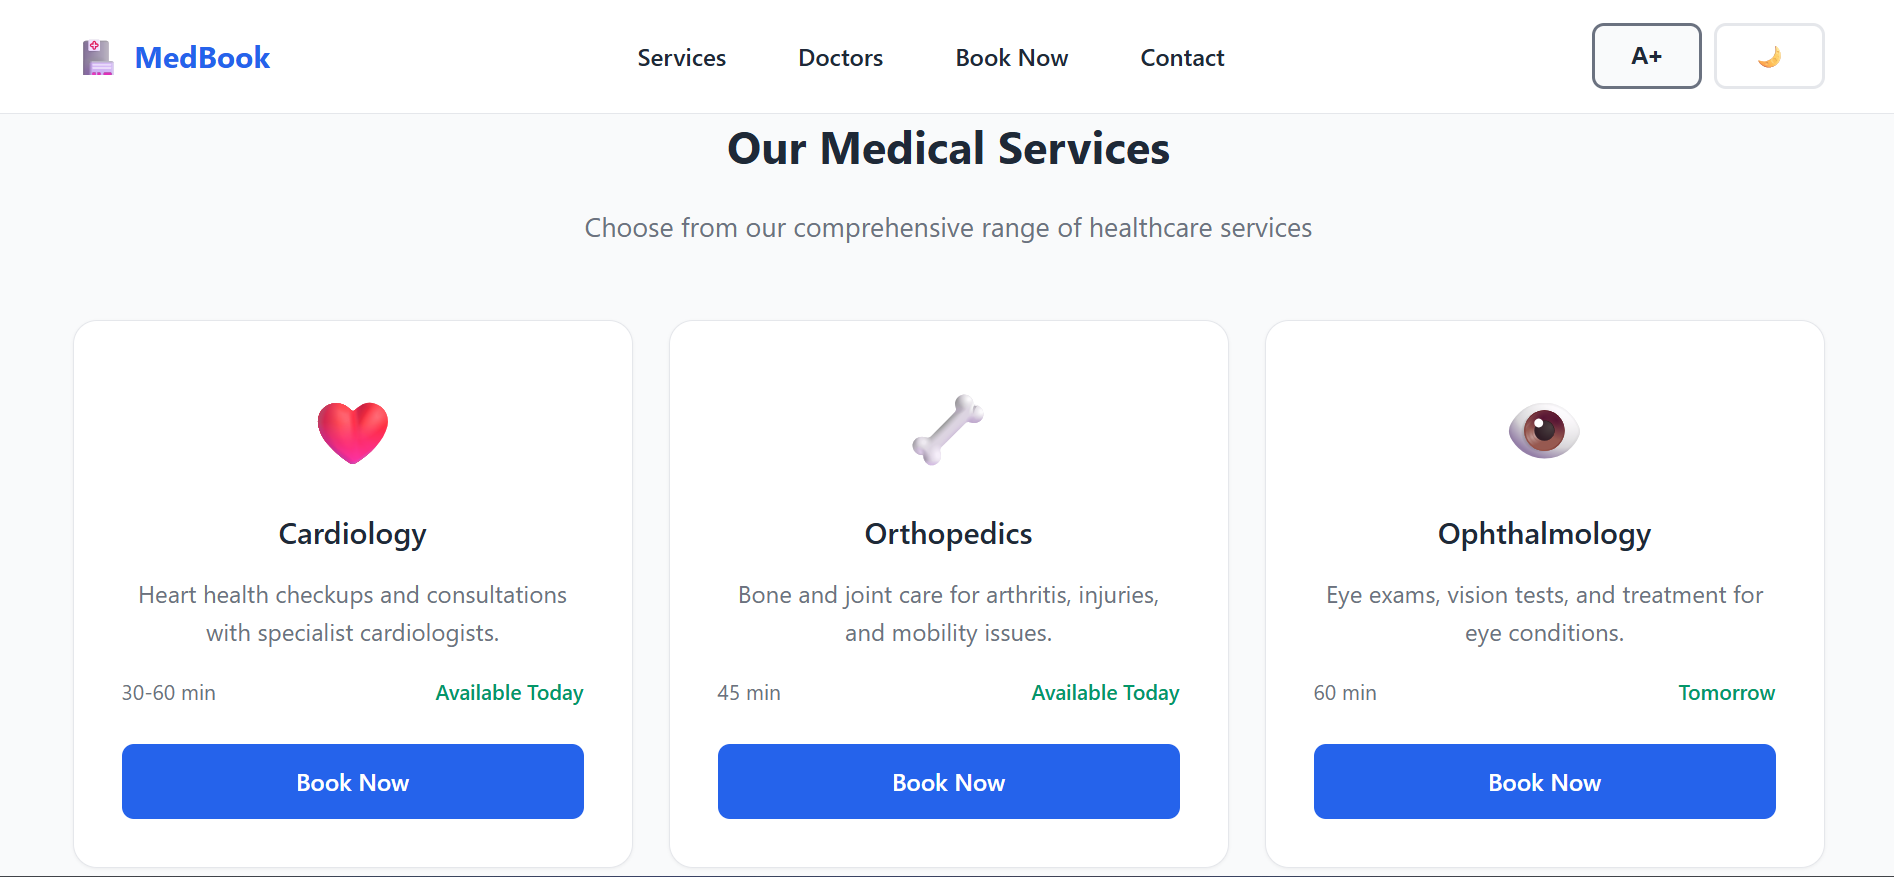 MedBook
Services
Doctors
Book Now
Contact
A+
Our Medical Services
Choose from our comprehensive range of healthcare services
Cardiology
Heart health checkups and consultations
with specialist cardiologists.
30-60 min
Available Today
Book Now
Orthopedics
Bone and joint care for arthritis, injuries,
and mobility issues.
45 min
Available Today
Book Now
Ophthalmology
Eye exams, vision tests, and treatment for
eye conditions.
60 min
Tomorrow
Book Now